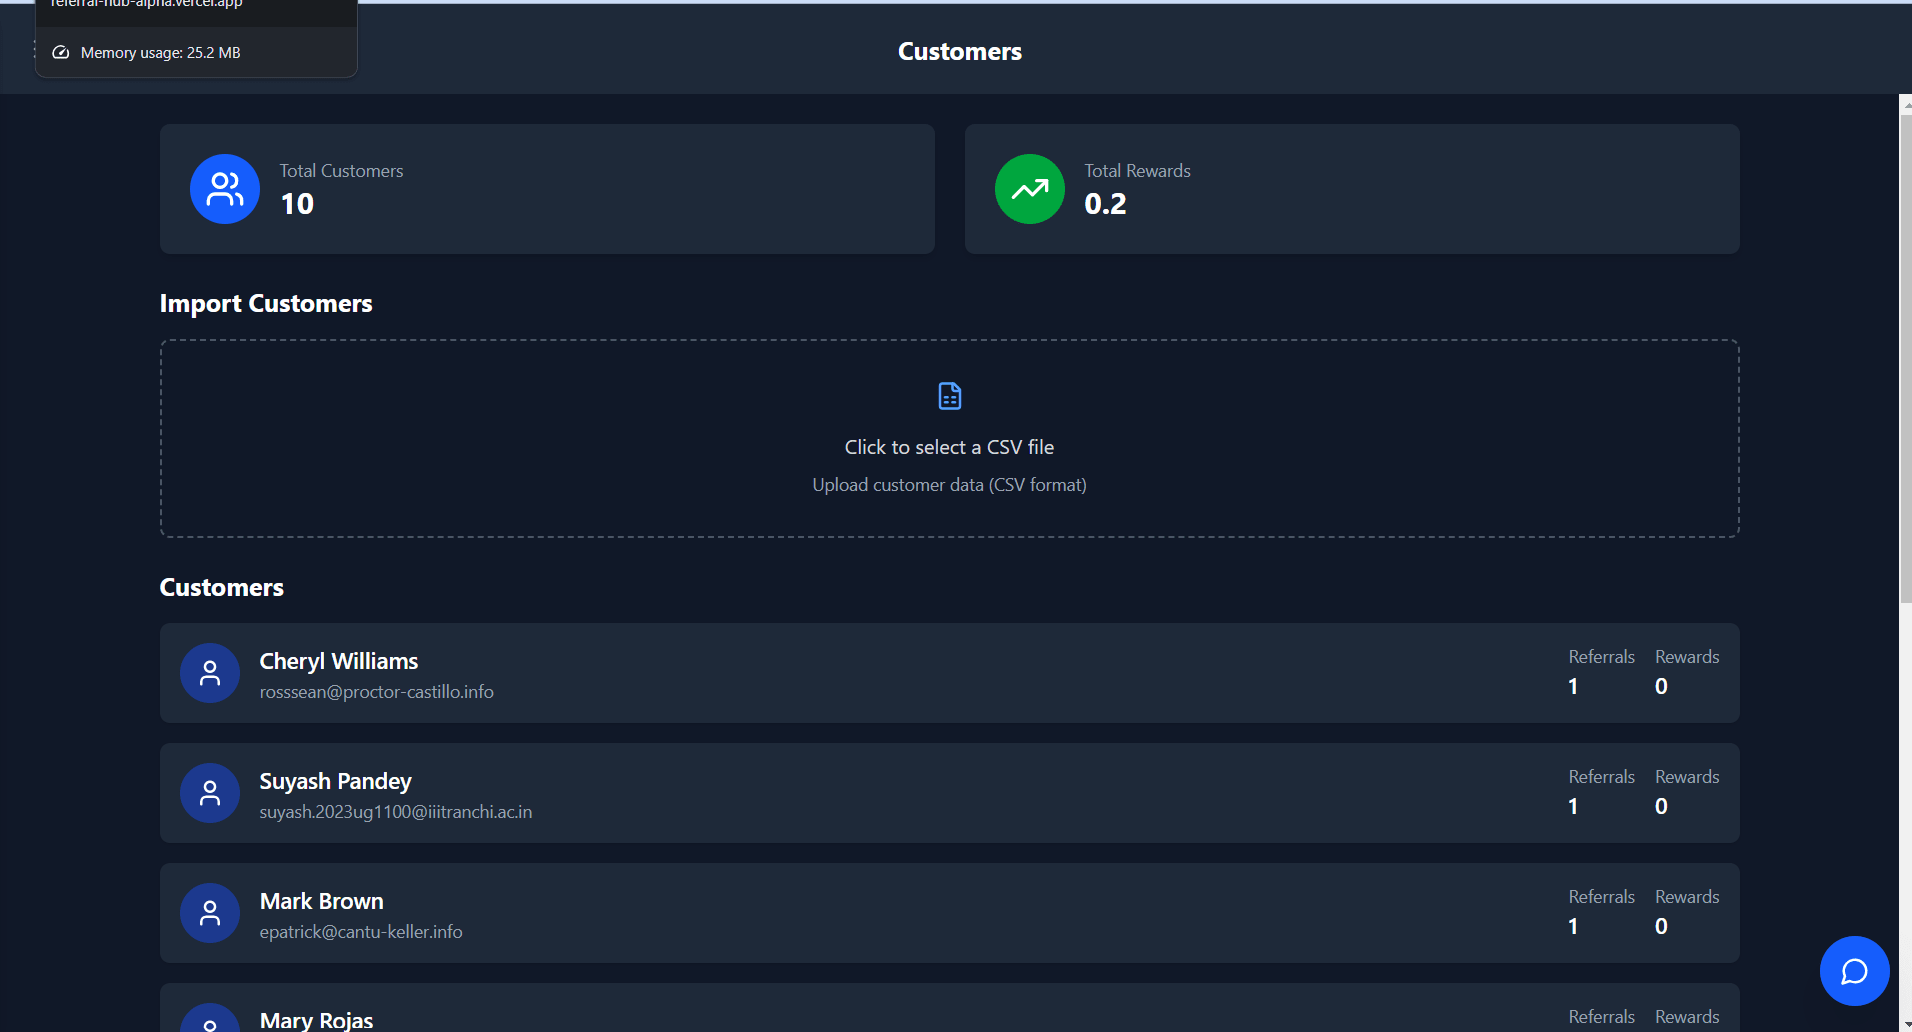 referral-hub-alpha.vercel.app
Memory usage: 25.2 MB
Customers
Total Customers
10
Total Rewards
0.2
Import Customers
Click to select a CSV file
Upload customer data (CSV format)
Customers
Cheryl Williams
rosssean@proctor-castillo.info
Referrals Rewards
1 0
Suyash Pandey
suyash.2023ug1100@iiitranchi.ac.in
Referrals Rewards
1 0
Mark Brown
epatrick@cantu-keller.info
Referrals Rewards
1 0
Mary Rojas
Referrals Rewards